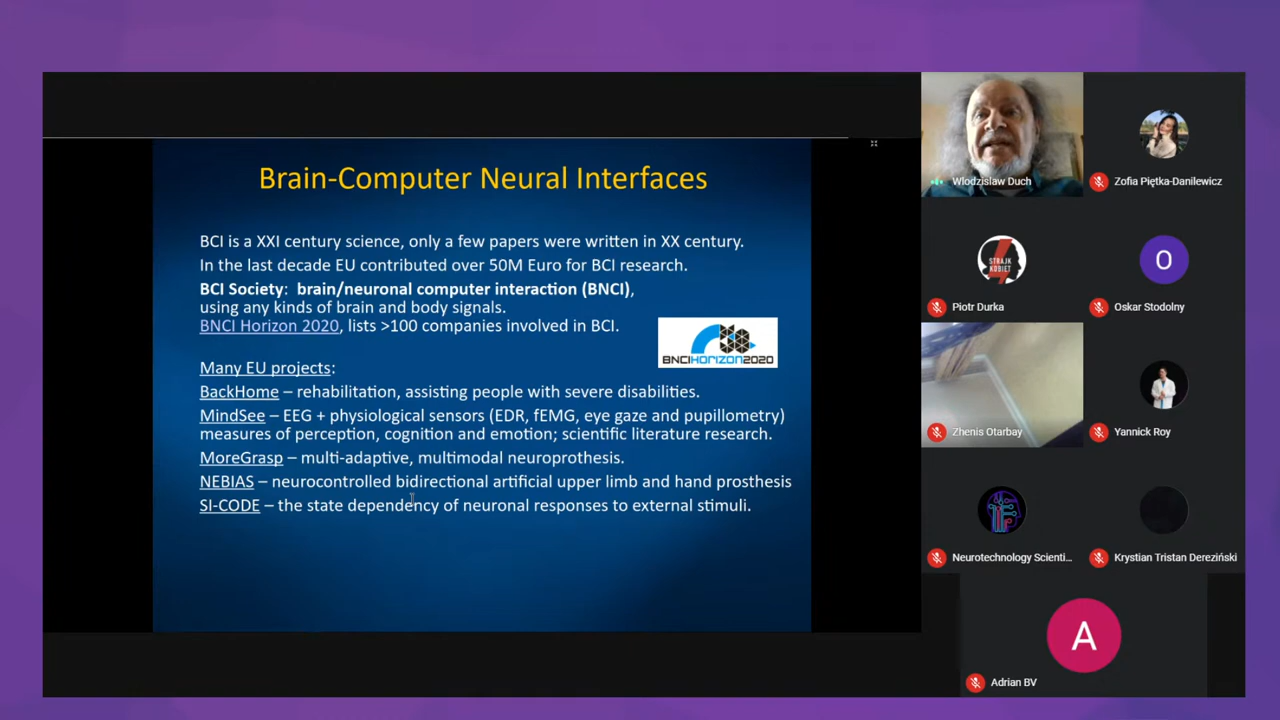 Brain-Computer Neural Interfaces
BCI is a XXI century science, only a few papers were written in XX century.
In the last decade EU contributed over 50M Euro for BCI research.
BCI Society: brain/neuronal computer interaction (BNCI),
using any kinds of brain and body signals.
BNCI Horizon 2020, lists >100 companies involved in BCI.
BNCIHORIZON2020
Many EU projects:
BackHome – rehabilitation, assisting people with severe disabilities.
MindSee – EEG + physiological sensors (EDR, fEMG, eye gaze and pupillometry)
measures of perception, cognition and emotion; scientific literature research.
MoreGrasp – multi-adaptive, multimodal neuroprothesis.
NEBIAS – neurocontrolled bidirectional artificial upper limb and hand prosthesis
SI-CODE – the state dependency of neuronal responses to external stimuli.
Wlodzislaw Duch
Zofia Piętka-Danilewicz
STRAJK
KOBIET
Piotr Durka
O
Oskar Stodolny
Zhenis Otarbay
Yannick Roy
Neurotechnology Scienti...
Krystian Tristan Dereziński
A
Adrian BV